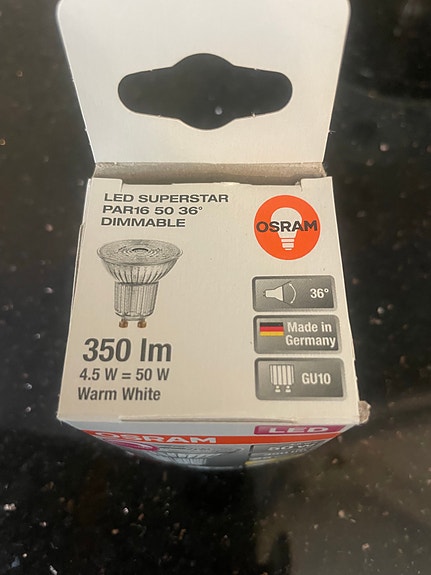 LED SUPERSTAR
PAR16 50 36°
DIMMABLE
OSRAM
36°
Made in
Germany
GU10
350 lm
4.5 W = 50 W
Warm White
OSRAM
LED
50 W